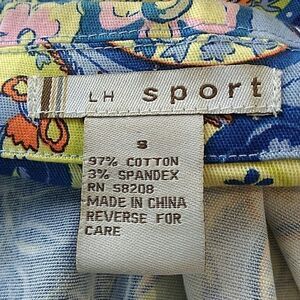 LH sport
S
97% COTTON
3% SPANDEX
RN 58208
MADE IN CHINA
REVERSE FOR
CARE